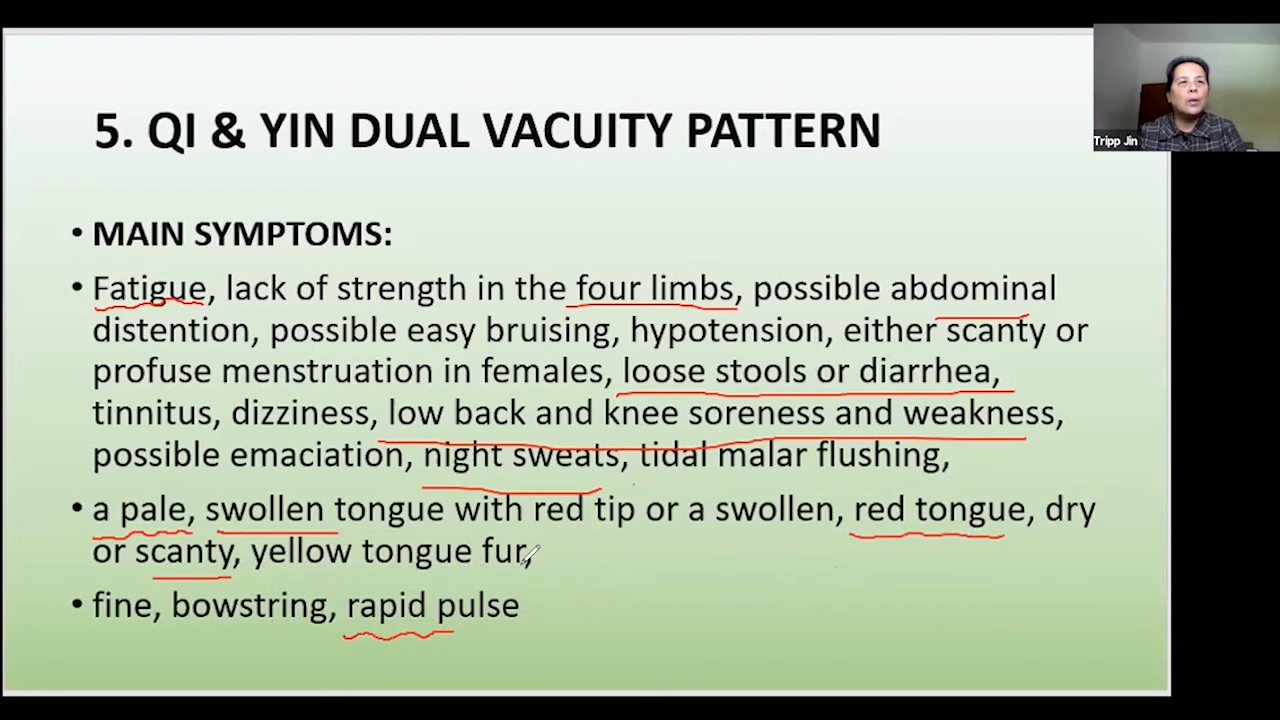 5. QI & YIN DUAL VACUITY PATTERN
Tripp Jin
• MAIN SYMPTOMS:
• Fatigue, lack of strength in the four limbs, possible abdominal
distention, possible easy bruising, hypotension, either scanty or
profuse menstruation in females, loose stools or diarrhea,
tinnitus, dizziness, low back and knee soreness and weakness,
possible emaciation, night sweats, tidal malar flushing,
• a pale, swollen tongue with red tip or a swollen, red tongue, dry
or scanty, yellow tongue fur,
• fine, bowstring, rapid pulse